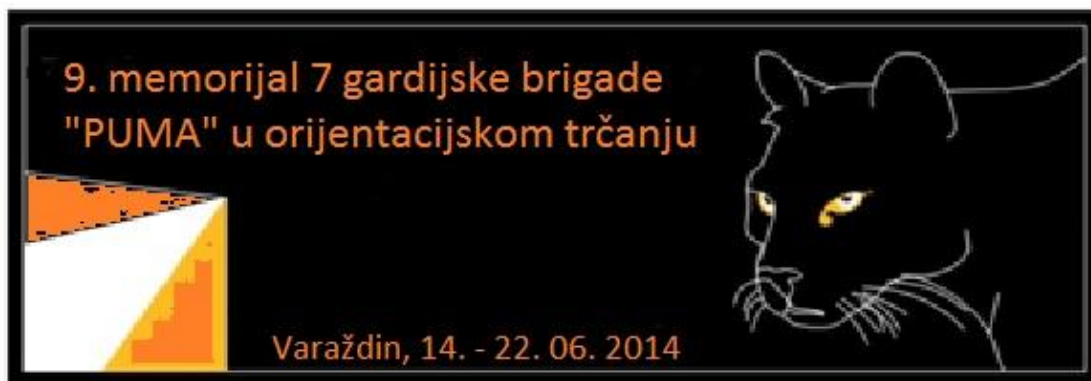 9. memorijal 7 gardijske brigade
"PUMA" u orijentacijskom trčanju
Varaždin, 14. - 22. 06. 2014